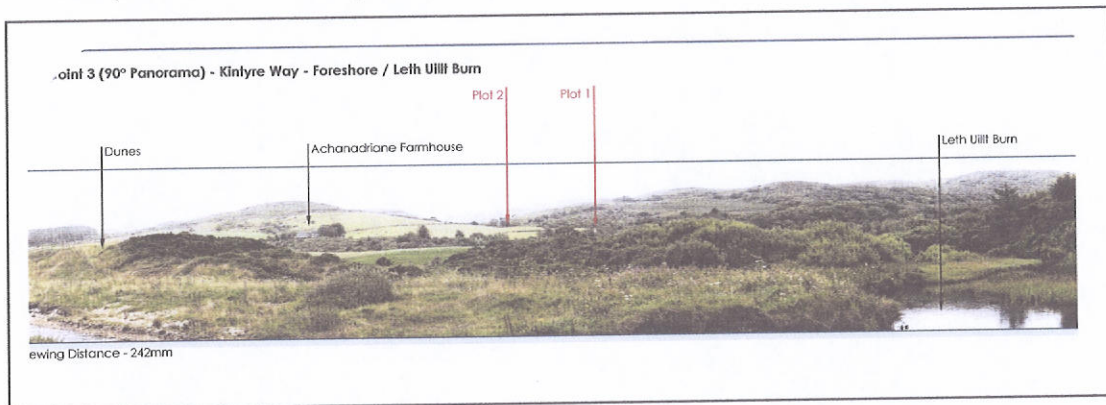 oint 3 (90° Panorama) - Kintyre Way - Foreshore / Leth Uillt Burn
Plot 2
Plot 1
Dunes
Achanadriane Farmhouse
Leth Uillt Burn
ewing Distance - 242mm